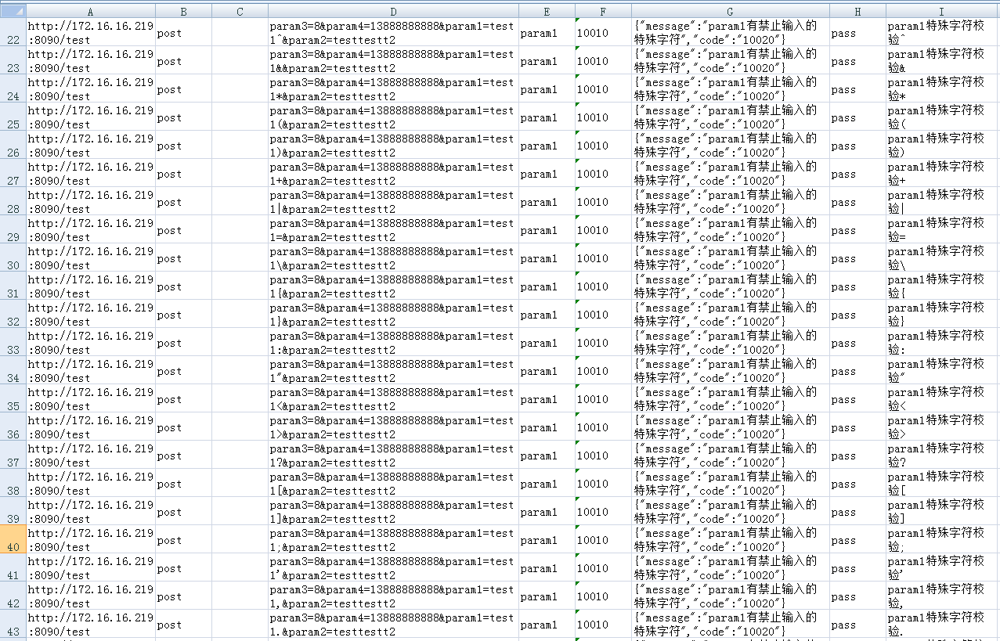 A B C D E F G H I
http://172.16.16.219 param3=8&param4=13888888888&param1=test {"message":"param1有禁止输入的 param1特殊字符校
post param1 10010 pass
22 :8090/test 1^&param2=testtestt2 特殊字符","code":"10020"} 验^
http://172.16.16.219 param3=8&param4=13888888888&param1=test {"message":"param1有禁止输入的 param1特殊字符校
post param1 10010 pass
23 :8090/test 1&&param2=testtestt2 特殊字符","code":"10020"} 验&
http://172.16.16.219 param3=8&param4=13888888888&param1=test {"message":"param1有禁止输入的 param1特殊字符校
post param1 10010 pass
24 :8090/test 1*&param2=testtestt2 特殊字符","code":"10020"} 验*
http://172.16.16.219 param3=8&param4=13888888888&param1=test {"message":"param1有禁止输入的 param1特殊字符校
post param1 10010 pass
25 :8090/test 1(&param2=testtestt2 特殊字符","code":"10020"} 验(
http://172.16.16.219 param3=8&param4=13888888888&param1=test {"message":"param1有禁止输入的 param1特殊字符校
post param1 10010 pass
26 :8090/test 1)&param2=testtestt2 特殊字符","code":"10020"} 验)
http://172.16.16.219 param3=8&param4=13888888888&param1=test {"message":"param1有禁止输入的 param1特殊字符校
post param1 10010 pass
27 :8090/test 1+&param2=testtestt2 特殊字符","code":"10020"} 验+
http://172.16.16.219 param3=8&param4=13888888888&param1=test {"message":"param1有禁止输入的 param1特殊字符校
post param1 10010 pass
28 :8090/test 1|&param2=testtestt2 特殊字符","code":"10020"} 验|
http://172.16.16.219 param3=8&param4=13888888888&param1=test {"message":"param1有禁止输入的 param1特殊字符校
post param1 10010 pass
29 :8090/test 1=&param2=testtestt2 特殊字符","code":"10020"} 验=
http://172.16.16.219 param3=8&param4=13888888888&param1=test {"message":"param1有禁止输入的 param1特殊字符校
post param1 10010 pass
30 :8090/test 1\&param2=testtestt2 特殊字符","code":"10020"} 验\
http://172.16.16.219 param3=8&param4=13888888888&param1=test {"message":"param1有禁止输入的 param1特殊字符校
post param1 10010 pass
31 :8090/test 1{&param2=testtestt2 特殊字符","code":"10020"} 验{
http://172.16.16.219 param3=8&param4=13888888888&param1=test {"message":"param1有禁止输入的 param1特殊字符校
post param1 10010 pass
32 :8090/test 1}&param2=testtestt2 特殊字符","code":"10020"} 验}
http://172.16.16.219 param3=8&param4=13888888888&param1=test {"message":"param1有禁止输入的 param1特殊字符校
post param1 10010 pass
33 :8090/test 1:&param2=testtestt2 特殊字符","code":"10020"} 验:
http://172.16.16.219 param3=8&param4=13888888888&param1=test {"message":"param1有禁止输入的 param1特殊字符校
post param1 10010 pass
34 :8090/test 1"&param2=testtestt2 特殊字符","code":"10020"} 验"
http://172.16.16.219 param3=8&param4=13888888888&param1=test {"message":"param1有禁止输入的 param1特殊字符校
post param1 10010 pass
35 :8090/test 1<&param2=testtestt2 特殊字符","code":"10020"} 验<
http://172.16.16.219 param3=8&param4=13888888888&param1=test {"message":"param1有禁止输入的 param1特殊字符校
post param1 10010 pass
36 :8090/test 1>&param2=testtestt2 特殊字符","code":"10020"} 验>
http://172.16.16.219 param3=8&param4=13888888888&param1=test {"message":"param1有禁止输入的 param1特殊字符校
post param1 10010 pass
37 :8090/test 1?&param2=testtestt2 特殊字符","code":"10020"} 验?
http://172.16.16.219 param3=8&param4=13888888888&param1=test {"message":"param1有禁止输入的 param1特殊字符校
post param1 10010 pass
38 :8090/test 1[&param2=testtestt2 特殊字符","code":"10020"} 验[
http://172.16.16.219 param3=8&param4=13888888888&param1=test {"message":"param1有禁止输入的 param1特殊字符校
post param1 10010 pass
39 :8090/test 1]&param2=testtestt2 特殊字符","code":"10020"} 验]
http://172.16.16.219 param3=8&param4=13888888888&param1=test {"message":"param1有禁止输入的 param1特殊字符校
post param1 10010 pass
40 :8090/test 1;&param2=testtestt2 特殊字符","code":"10020"} 验;
http://172.16.16.219 param3=8&param4=13888888888&param1=test {"message":"param1有禁止输入的 param1特殊字符校
post param1 10010 pass
41 :8090/test 1'&param2=testtestt2 特殊字符","code":"10020"} 验'
http://172.16.16.219 param3=8&param4=13888888888&param1=test {"message":"param1有禁止输入的 param1特殊字符校
post param1 10010 pass
42 :8090/test 1,&param2=testtestt2 特殊字符","code":"10020"} 验,
http://172.16.16.219 param3=8&param4=13888888888&param1=test {"message":"param1有禁止输入的 param1特殊字符校
post param1 10010 pass
43 :8090/test 1.&param2=testtestt2 特殊字符","code":"10020"} 验.